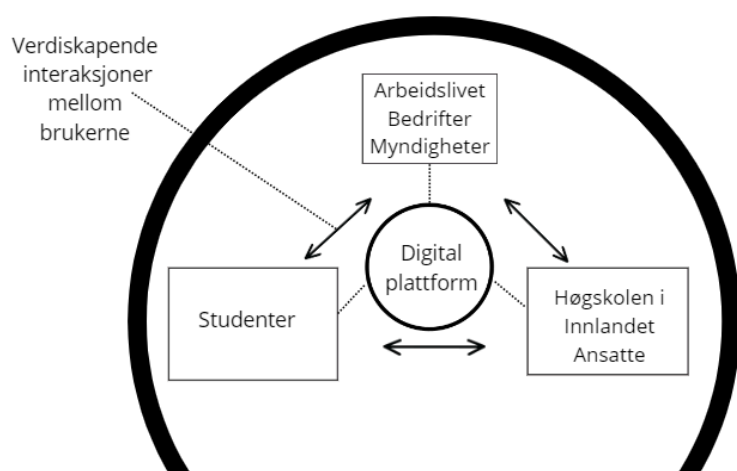 Verdiskapende
interaksjoner
mellom
brukerne
Arbeidslivet
Bedrifter
Myndigheter
Digital
plattform
Studenter
Høgskolen i
Innlandet
Ansatte